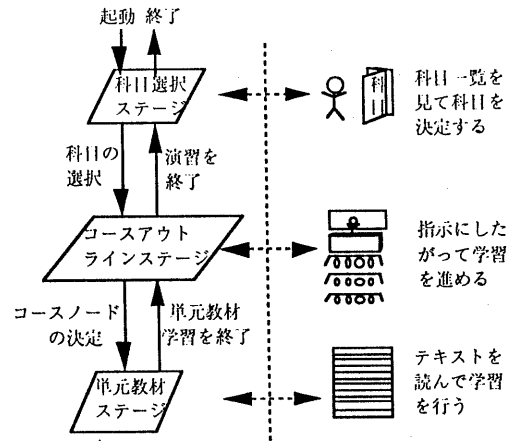 起動 終了
科目選択
ステージ
科
科目一覧を
見て科目を
決定する
科目の
選択
演習を
終了
コースアウト
ラインステージ
指示にした
がって学習
を進める
コースノード
の決定
単元教材
学習を終了
単元教材
ステージ
テキストを
読んで学習
を行う